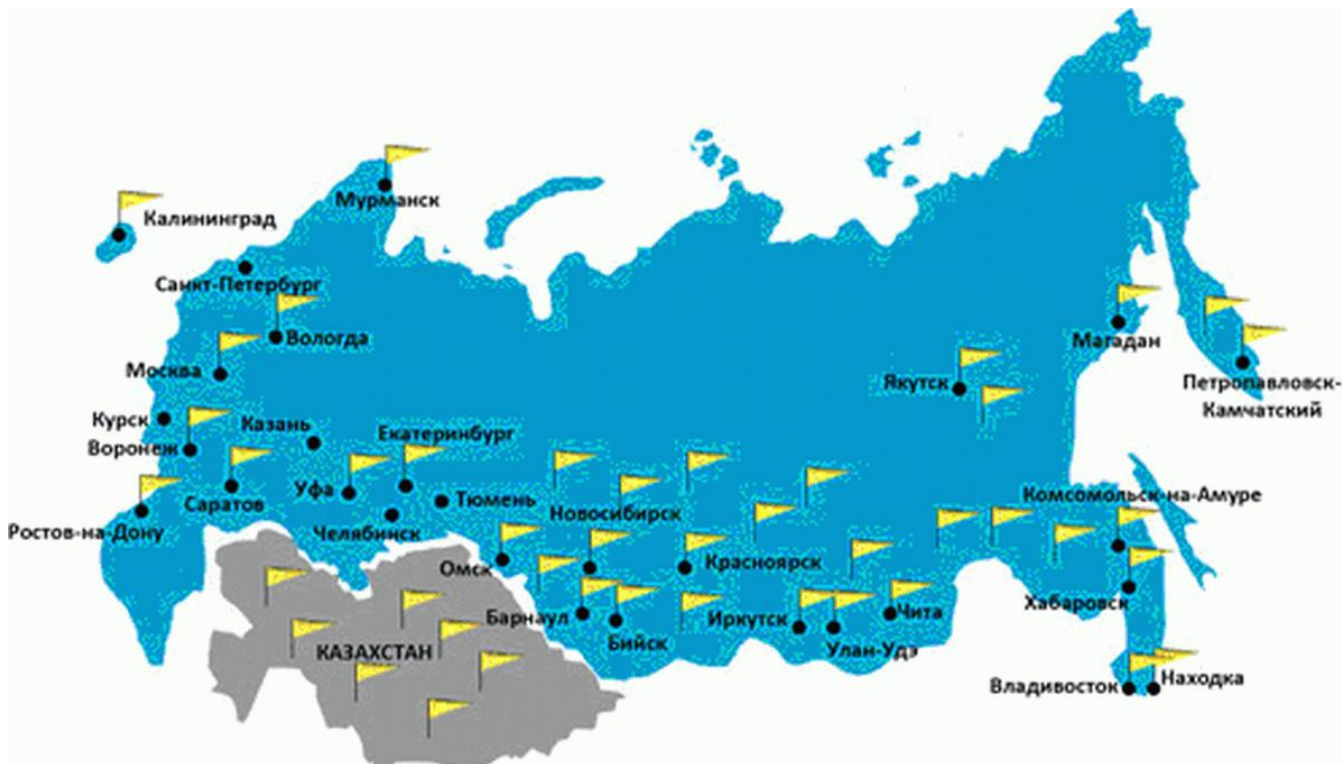 Мурманск
Калининград
Санкт-Петербург
Вологда
Москва
Магадан
Якутск
Петропавловск-
Камчатский
Курск
Казань
Екатеринбург
Воронеж
Уфа
Тюмень
Саратов
Комсомольск-на-Амуре
Новосибирск
Ростов-на-Дону
Челябинск
Омск
Красноярск
Хабаровск
Барнаул
Иркутск
Чита
Бийск
Улан-Удэ
КАЗАХСТАН
Находка
Владивосток